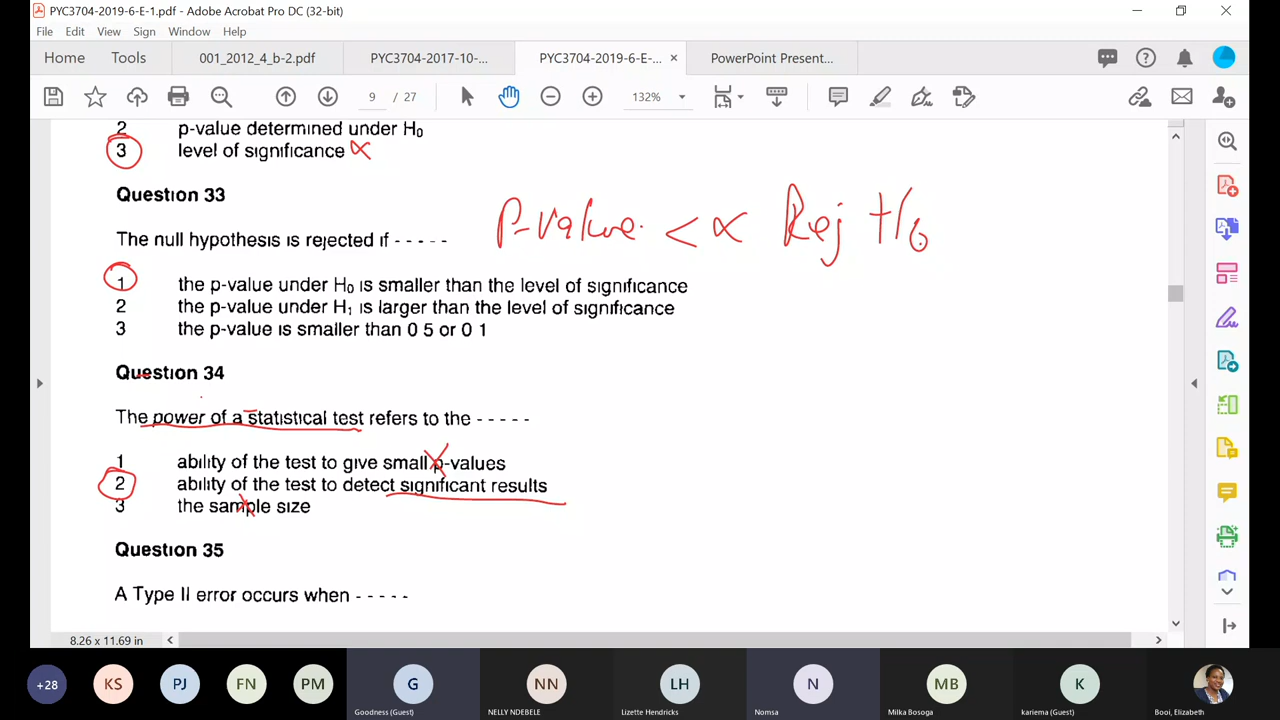 PYC3704-2019-6-E-1.pdf - Adobe Acrobat Pro DC (32-bit)
File Edit View Sign Window Help
Home Tools 001_2012_4_b-2.pdf PYC3704-2017-10-... PYC3704-2019-6-E-... × PowerPoint Present...
9 / 27 132%
2 p-value determined under H₀
3 level of significance ∝
Question 33
P-value < ∝ Rej H₀
The null hypothesis is rejected if - - - - -
1 the p-value under H₀ is smaller than the level of significance
2 the p-value under H₁ is larger than the level of significance
3 the p-value is smaller than 0 5 or 0 1
Question 34
The power of a statistical test refers to the - - - - -
1 ability of the test to give small p-values
2 ability of the test to detect significant results
3 the sample size
Question 35
A Type II error occurs when - - - - -
8.26 x 11.69 in
+28 KS PJ FN PM G NN LH N MB K
Goodness (Guest) NELLY NDEBELE Lizette Hendricks Nomsa Milka Bosoga kariema (Guest) Booi, Elizabeth